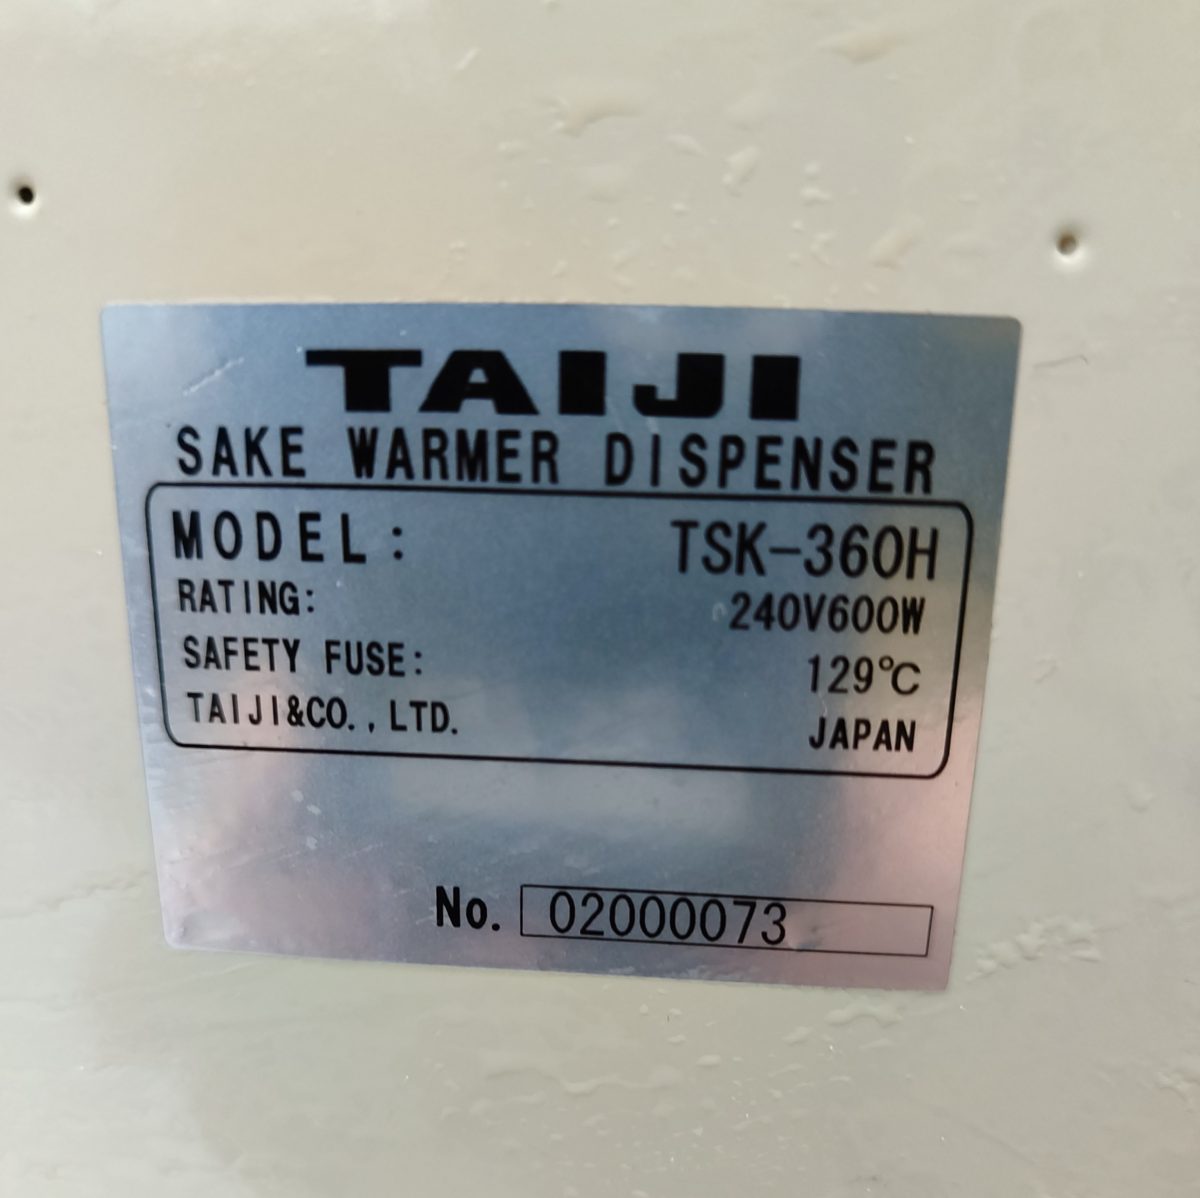 TAIJI
SAKE WARMER DISPENSER
MODEL: TSK-360H
RATING: 240V600W
SAFETY FUSE: 129℃
TAIJI&CO.,LTD. JAPAN
No. 02000073